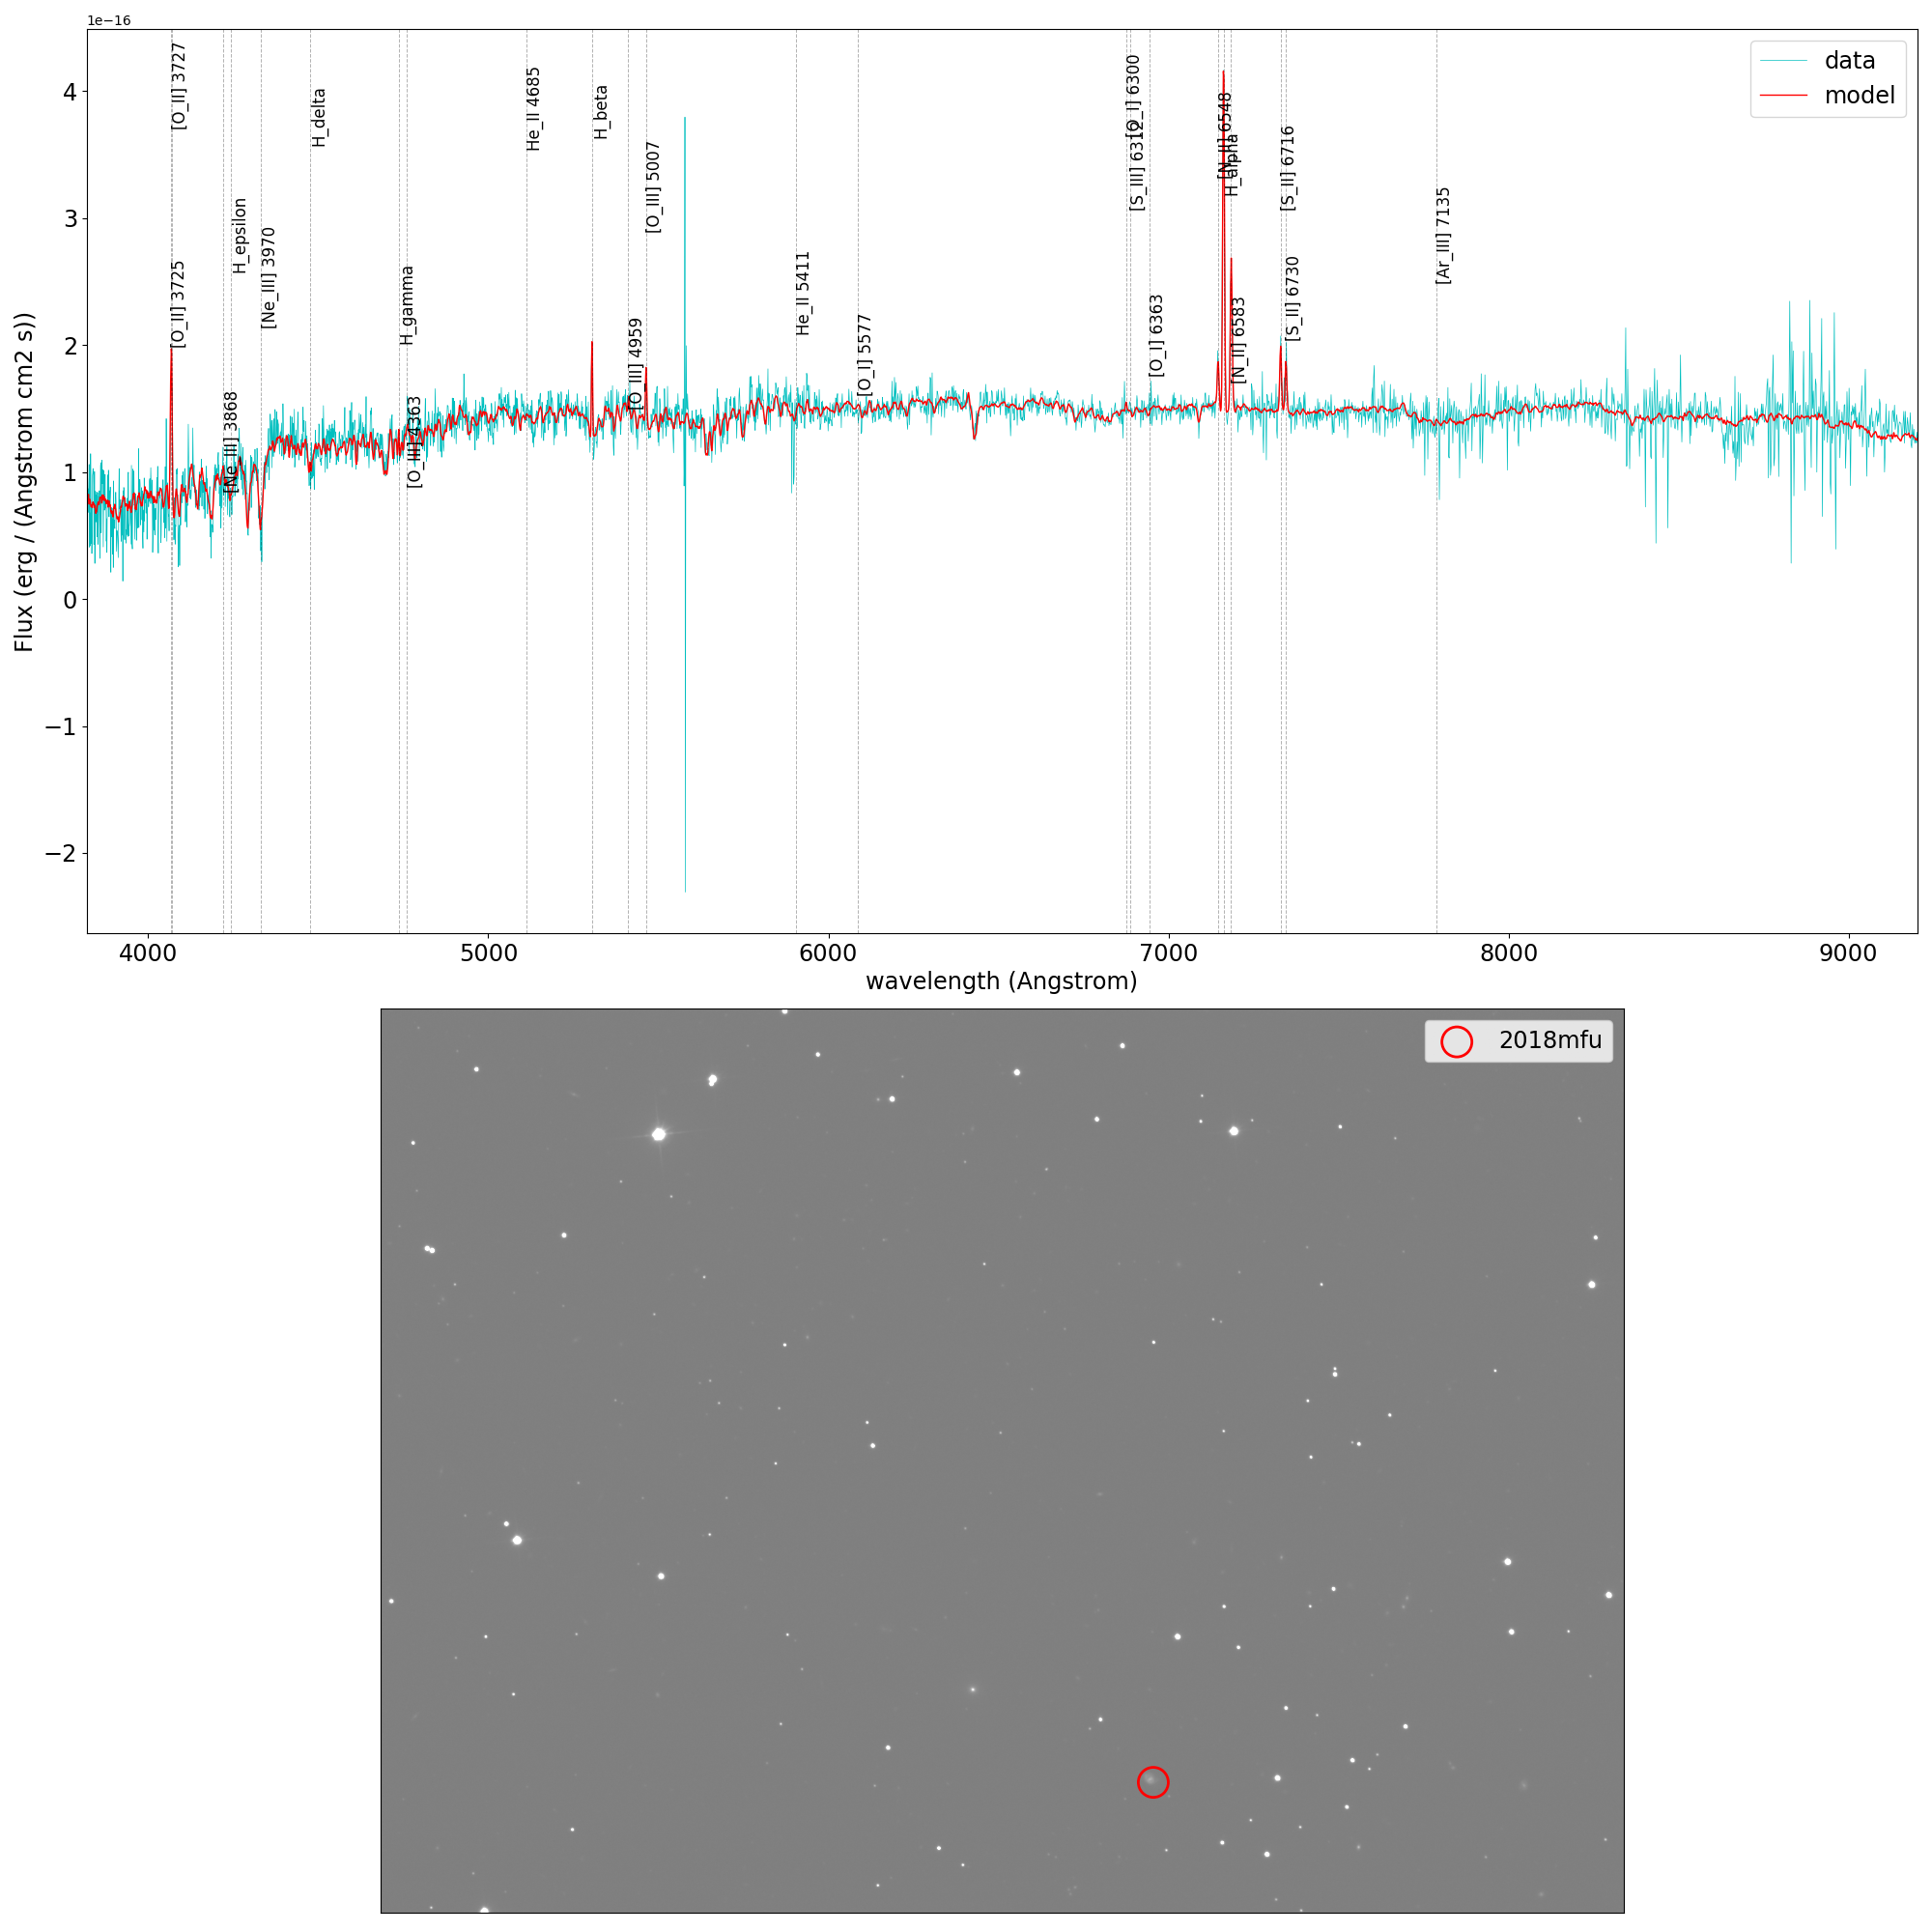 1e−16
data
model
[O_II] 3727
[O_II] 3725
[Ne_III] 3868
H_epsilon
[Ne_III] 3970
H_delta
H_gamma
[O_III] 4363
He_II 4685
H_beta
[O_III] 4959
[O_III] 5007
He_II 5411
[O_I] 5577
[O_I] 6300
[S_III] 6312
[O_I] 6363
[N_II] 6548
H_alpha
[N_II] 6583
[S_II] 6716
[S_II] 6730
[Ar_III] 7135
4
3
2
1
0
−1
−2
Flux (erg / (Angstrom cm2 s))
4000 5000 6000 7000 8000 9000
wavelength (Angstrom)
2018mfu